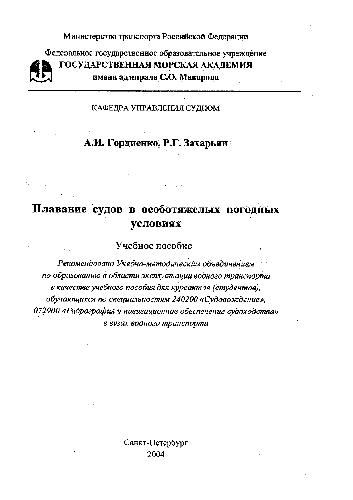 Министерство транспорта Российской Федерации
Федеральное государственное образовательное учреждение
ГОСУДАРСТВЕННАЯ МОРСКАЯ АКАДЕМИЯ
имени адмирала С.О. Макарова
КАФЕДРА УПРАВЛЕНИЯ СУДНОМ
А.И. Гордиенко, Р.Г. Захарьян
Плавание судов в особотяжелых погодных
условиях
Учебное пособие
Рекомендовано Учебно-методическим объединением
по образованию в области эксплуатации водного транспорта
в качестве учебного пособия для курсантов (студентов),
обучающихся по специальностям 240200 «Судовождение»,
072900 «Гидрография и навигационное обеспечение судоходства»
в вузах водного транспорта
Санкт-Петербург
2004